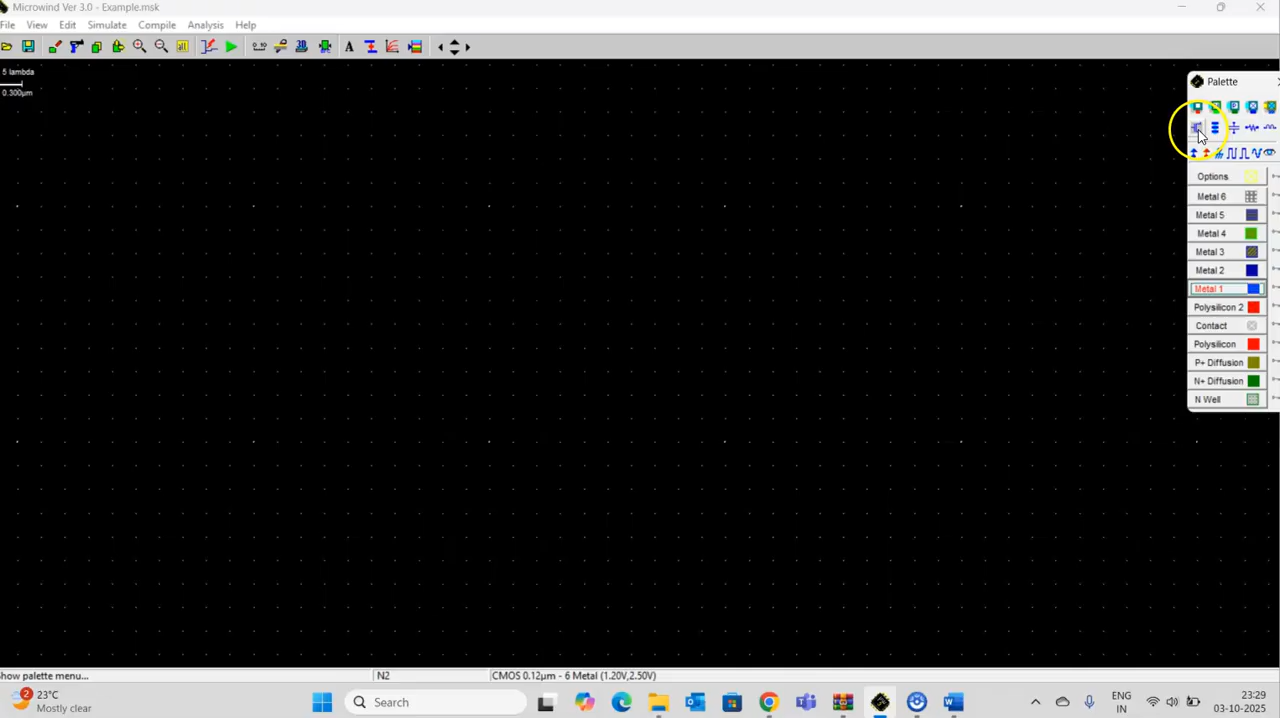 Microwind Ver 3.0 - Example.msk
File View Edit Simulate Compile Analysis Help
5 lambda
0.300µm
Palette
Options
Metal 6
Metal 5
Metal 4
Metal 3
Metal 2
Metal 1
Polysilicon 2
Contact
Polysilicon
P+ Diffusion
N+ Diffusion
N Well
how palette menu...
N2
CMOS 0.12µm - 6 Metal (1.20V,2.50V)
2
23°C
Mostly clear
Search
ENG
IN
23:29
03-10-2025